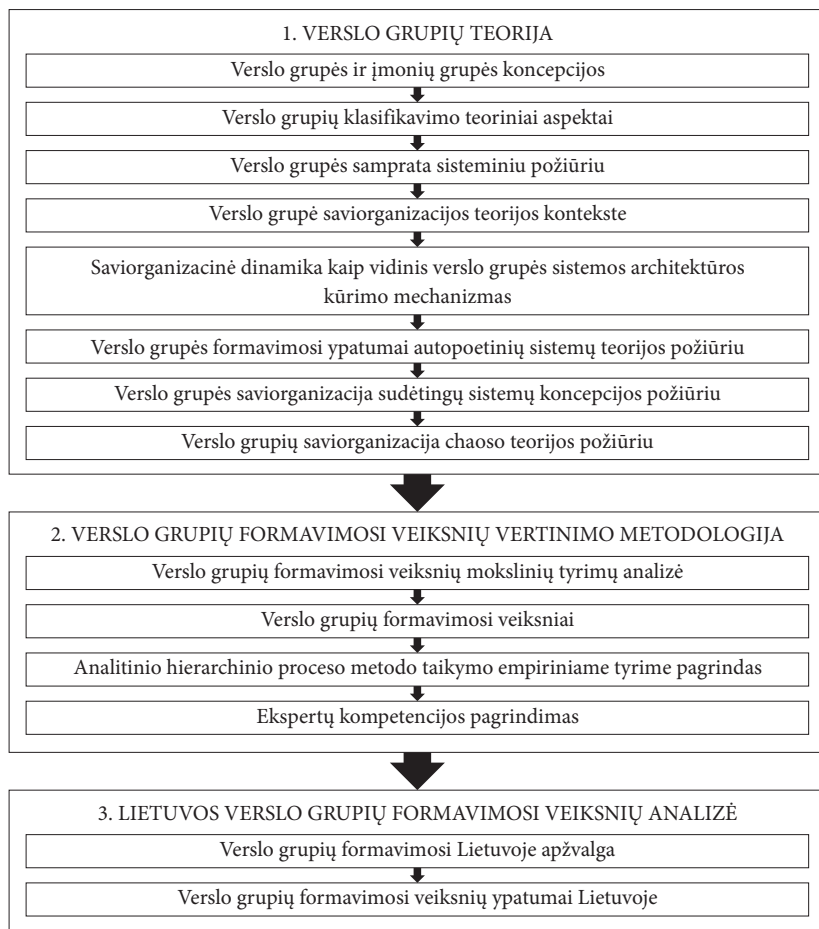 1. VERSLO GRUPIŲ TEORIJA
Verslo grupės ir įmonių grupės koncepcijos
Verslo grupių klasifikavimo teoriniai aspektai
Verslo grupės samprata sisteminiu požiūriu
Verslo grupė saviorganizacijos teorijos kontekste
Saviorganizacinė dinamika kaip vidinis verslo grupės sistemos architektūros
kūrimo mechanizmas
Verslo grupės formavimosi ypatumai autopoetinių sistemų teorijos požiūriu
Verslo grupės saviorganizacija sudėtingų sistemų koncepcijos požiūriu
Verslo grupių saviorganizacija chaoso teorijos požiūriu
2. VERSLO GRUPIŲ FORMAVIMOSI VEIKSNIŲ VERTINIMO METODOLOGIJA
Verslo grupių formavimosi veiksnių mokslinių tyrimų analizė
Verslo grupių formavimosi veiksniai
Analitinio hierarchinio proceso metodo taikymo empiriniame tyrime pagrindas
Ekspertų kompetencijos pagrindimas
3. LIETUVOS VERSLO GRUPIŲ FORMAVIMOSI VEIKSNIŲ ANALIZĖ
Verslo grupių formavimosi Lietuvoje apžvalga
Verslo grupių formavimosi veiksnių ypatumai Lietuvoje